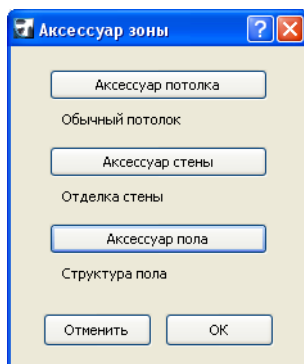 Аксессуар зоны
Аксессуар потолка
Обычный потолок
Аксессуар стены
Отделка стены
Аксессуар пола
Структура пола
Отменить OK